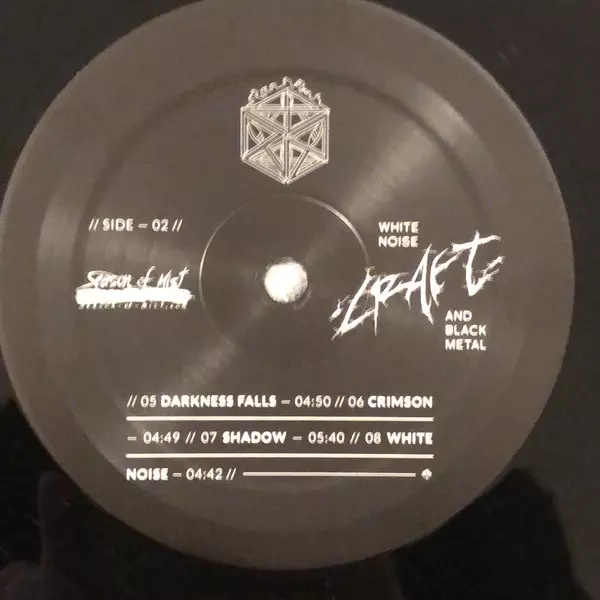 // SIDE – 02 //
Season of Mist
WHITE
NOISE
CRAFT
AND
BLACK
METAL
// 05 DARKNESS FALLS – 04:50 // 06 CRIMSON
– 04:49 // 07 SHADOW – 05:40 // 08 WHITE
NOISE – 04:42 //